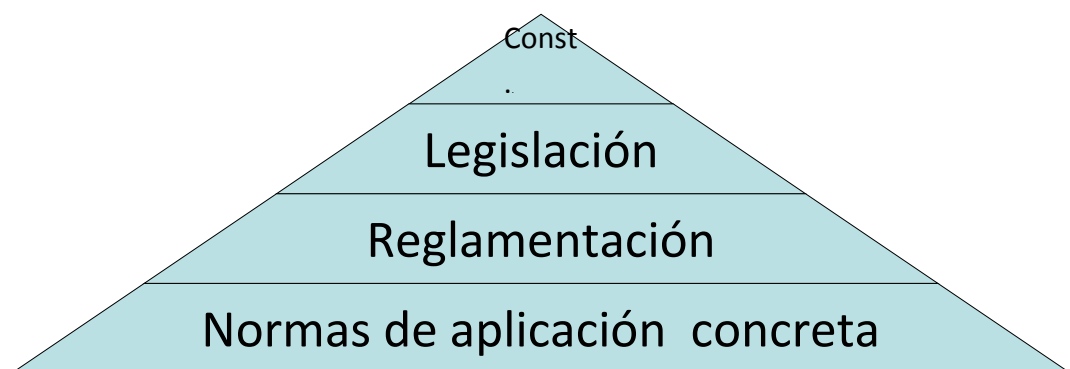 Const
.
Legislación
Reglamentación
Normas de aplicación  concreta